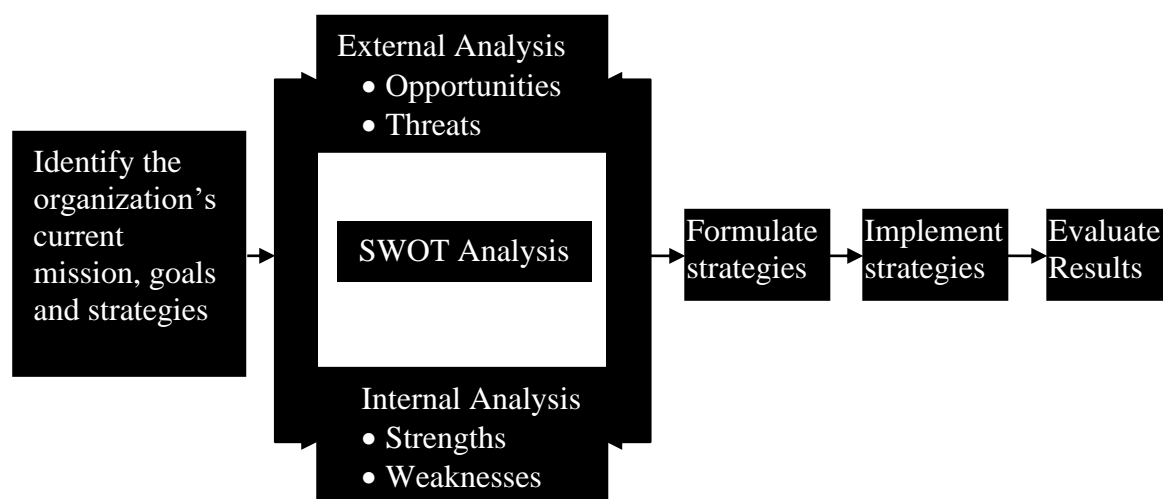 Identify the
organization’s
current
mission, goals
and strategies
External Analysis
• Opportunities
• Threats
SWOT Analysis
Internal Analysis
• Strengths
• Weaknesses
Formulate
strategies
Implement
strategies
Evaluate
Results